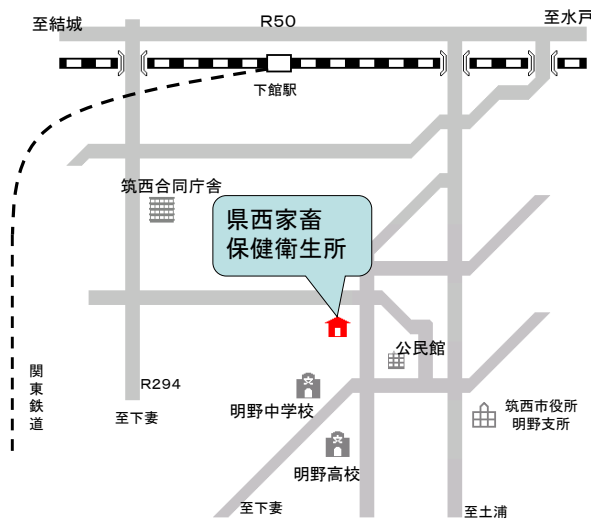 至結城
R50
至水戸
下館駅
筑西合同庁舎
県西家畜
保健衛生所
公民館
関東鉄道
R294
至下妻
明野中学校
筑西市役所
明野支所
明野高校
至下妻
至土浦